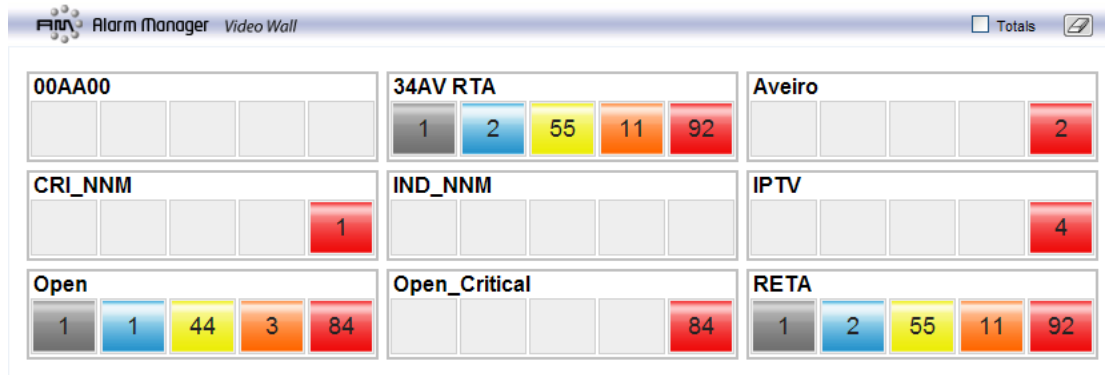 AM Alarm Manager Video Wall Totals
00AA00 34AV RTA Aveiro
1 2 55 11 92 2
CRI_NNM IND_NNM IPTV
1 4
Open Open_Critical RETA
1 1 44 3 84 84 1 2 55 11 92